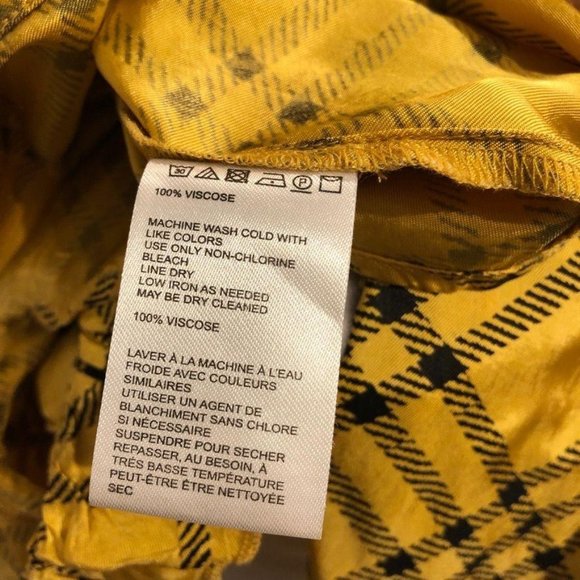 30 P
100% VISCOSE
MACHINE WASH COLD WITH
LIKE COLORS
USE ONLY NON-CHLORINE
BLEACH
LINE DRY
LOW IRON AS NEEDED
MAY BE DRY CLEANED
100% VISCOSE
LAVER À LA MACHINE À L'EAU
FROIDE AVEC COULEURS
SIMILAIRES
UTILISER UN AGENT DE
BLANCHIMENT SANS CHLORE
SI NÉCESSAIRE
SUSPENDRE POUR SECHER
REPASSER, AU BESOIN, À
TRÈS BASSE TEMPÉRATURE
PEUT-ÊTRE ÊTRE NETTOYÉE
SEC